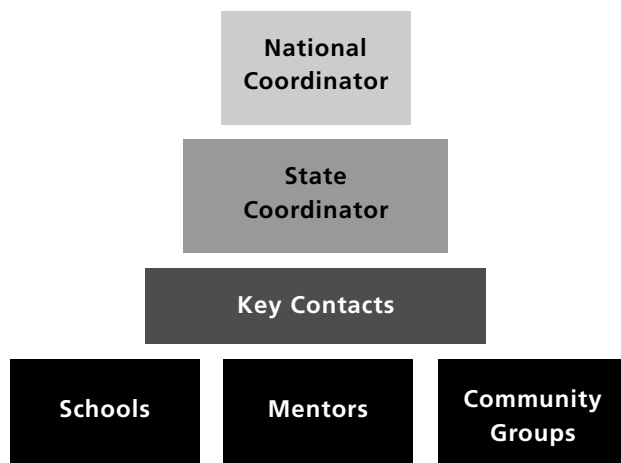 National
Coordinator
State
Coordinator
Key Contacts
Schools
Mentors
Community
Groups